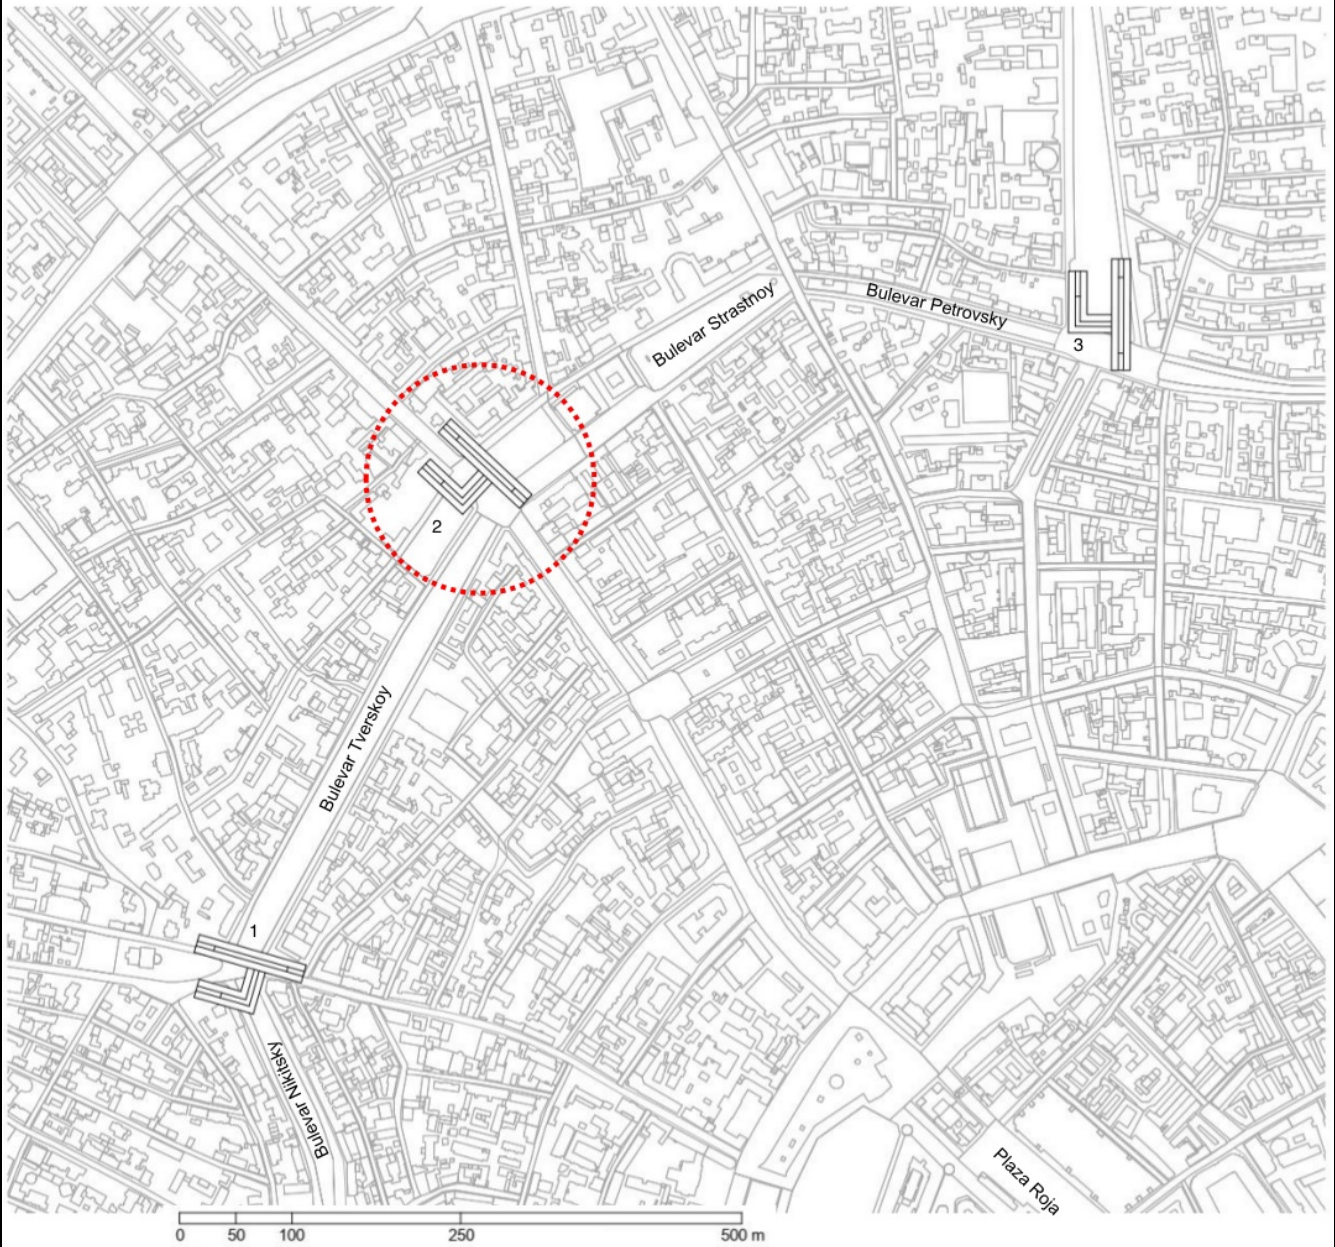 Bulevar Strastnoy
Bulevar Petrovsky
3
2
Bulevar Tverskoy
1
Bulevar Nikitsky
Plaza Roja
0 50 100 250 500 m